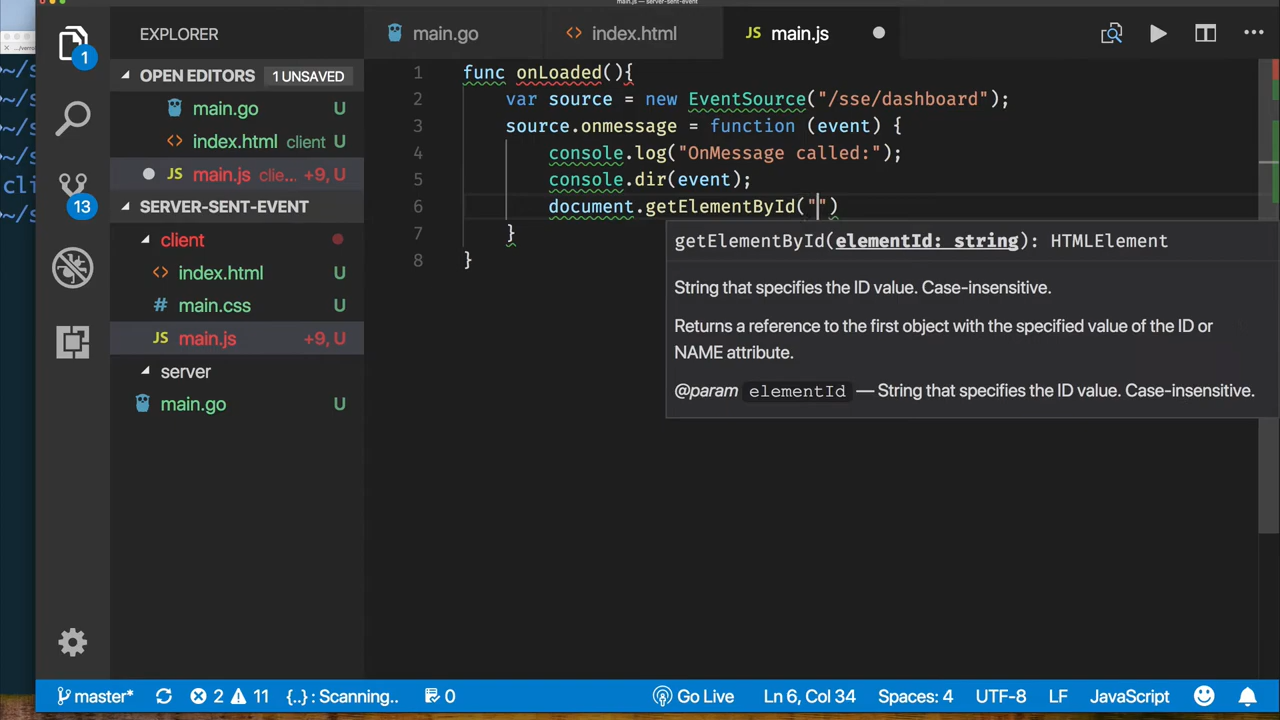 main.js — server-sent-event
EXPLORER
main.go
index.html
JS main.js
OPEN EDITORS 1 UNSAVED
main.go U
index.html client U
JS main.js clie... +9, U
SERVER-SENT-EVENT
client
index.html U
# main.css U
JS main.js +9, U
server
main.go U
1
13
1 func onLoaded(){
2 var source = new EventSource("/sse/dashboard");
3 source.onmessage = function (event) {
4 console.log("OnMessage called:");
5 console.dir(event);
6 document.getElementById("")
7 }
8 }
getElementById(elementId: string): HTMLElement
String that specifies the ID value. Case-insensitive.
Returns a reference to the first object with the specified value of the ID or
NAME attribute.
@param elementId — String that specifies the ID value. Case-insensitive.
master* 2 11 {..} : Scanning.. 0 Go Live Ln 6, Col 34 Spaces: 4 UTF-8 LF JavaScript